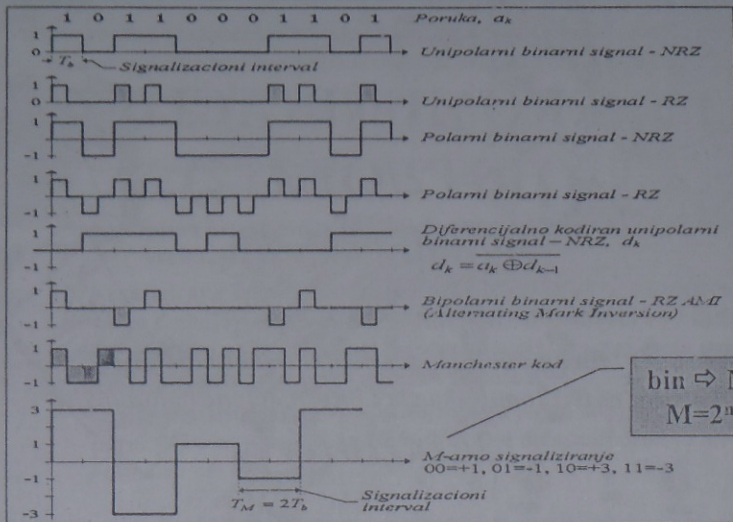 1 0 1 1 0 0 0 1 1 0 1 Poruka, aₖ
1
0
T_b
Signalizacioni interval
Unipolarni binarni signal - NRZ
1
0
Unipolarni binarni signal - RZ
1
-1
Polarni binarni signal - NRZ
1
-1
Polarni binarni signal - RZ
1
-1
Diferencijalno kodiran unipolarni
binarni signal – NRZ, dₖ
dₖ = aₖ ⊕ dₖ₋₁
1
-1
Bipolarni binarni signal - RZ AMI
(Alternating Mark Inversion)
1
-1
Manchester kod
bin ⇨
M=2ⁿ
3
1
-1
-3
M-arno signaliziranje
00=+1, 01=-1, 10=+3, 11=-3
T_M = 2T_b
Signalizacioni
interval